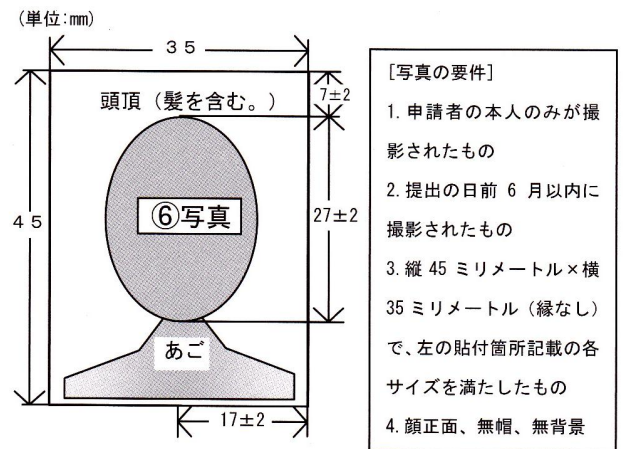 (単位:㎜)
35
7±2
頭頂（髪を含む。）
⑥写真
45
27±2
あご
17±2
[写真の要件]
1.申請者の本人のみが撮
影されたもの
2.提出の日前 6 月以内に
撮影されたもの
3.縦 45 ミリメートル×横
35 ミリメートル（縁なし）
で、左の貼付箇所記載の各
サイズを満たしたもの
4.顔正面、無帽、無背景